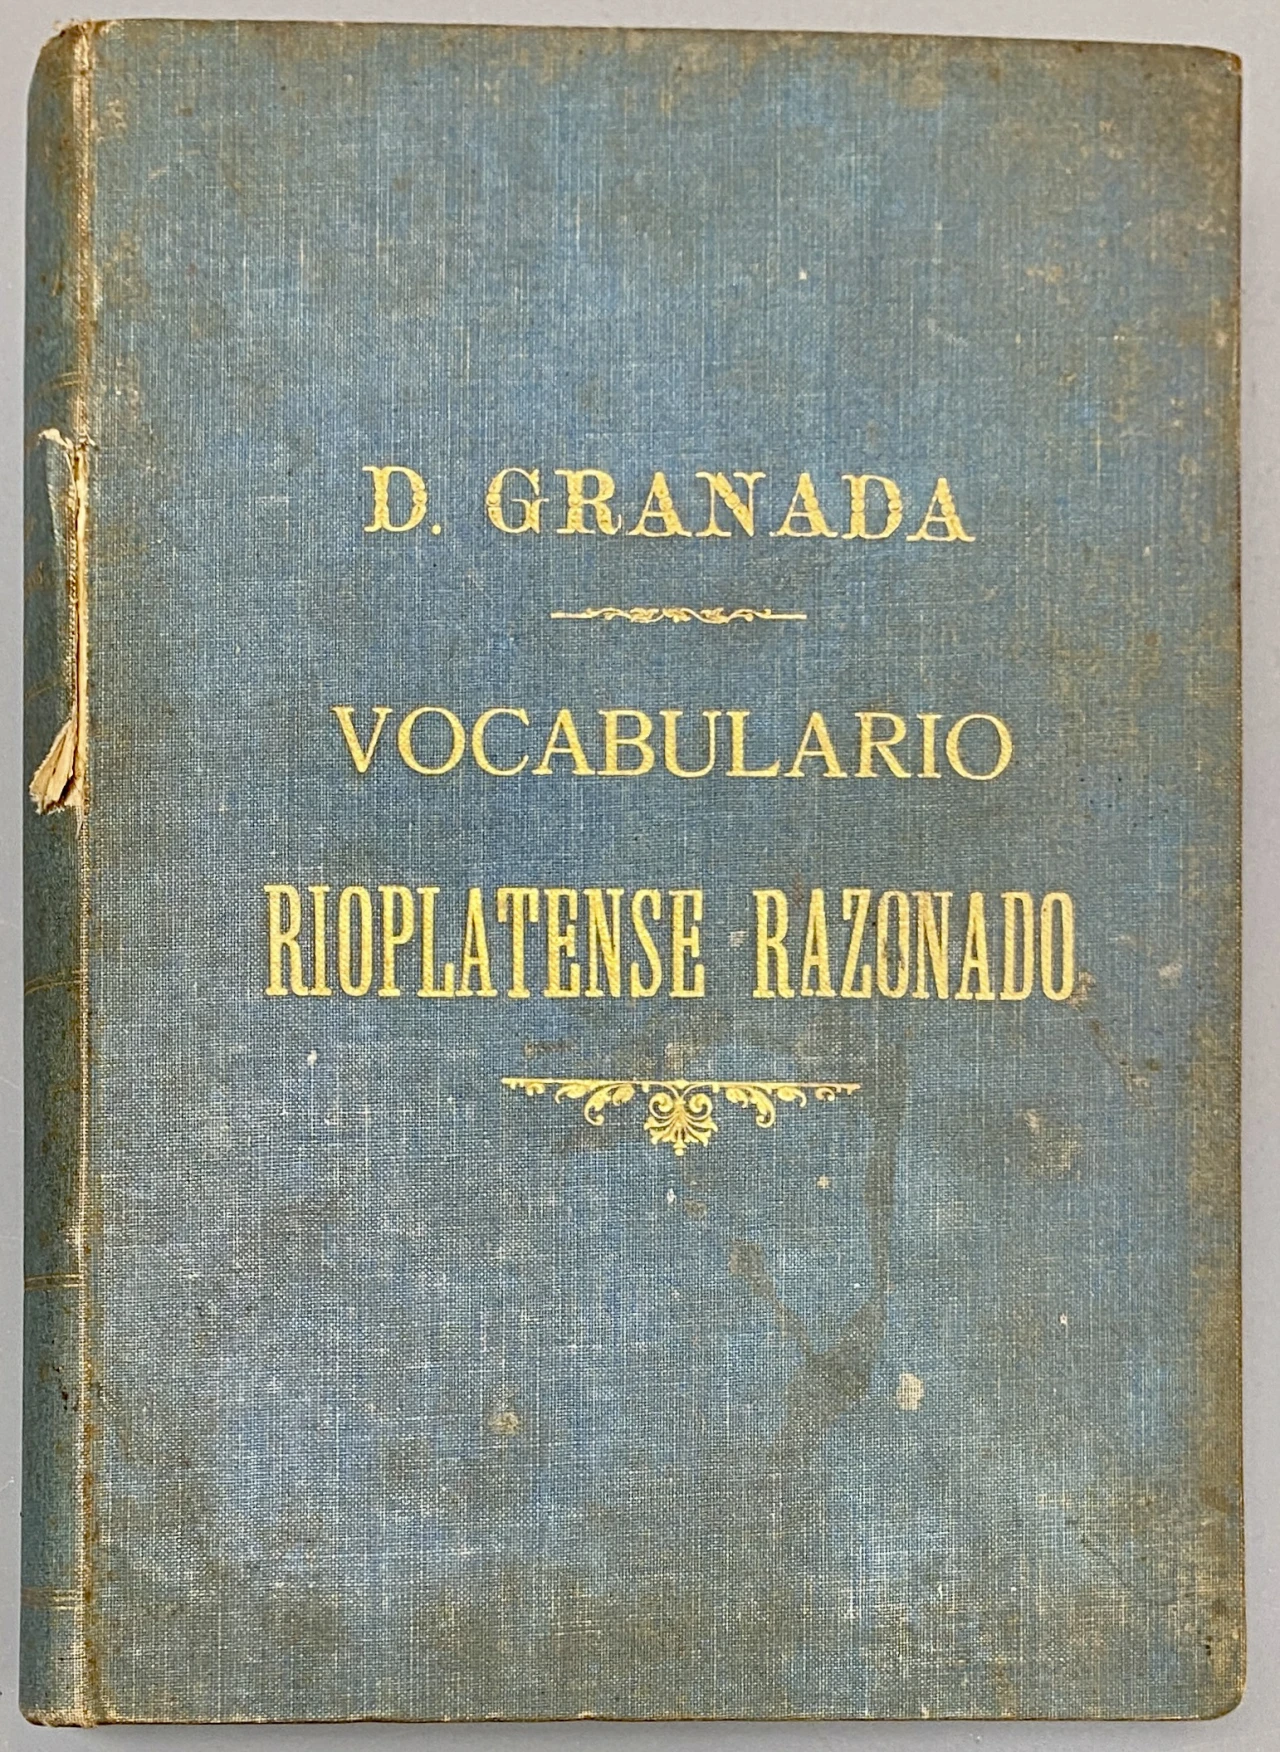 D. GRANADA
VOCABULARIO
RIOPLATENSE RAZONADO